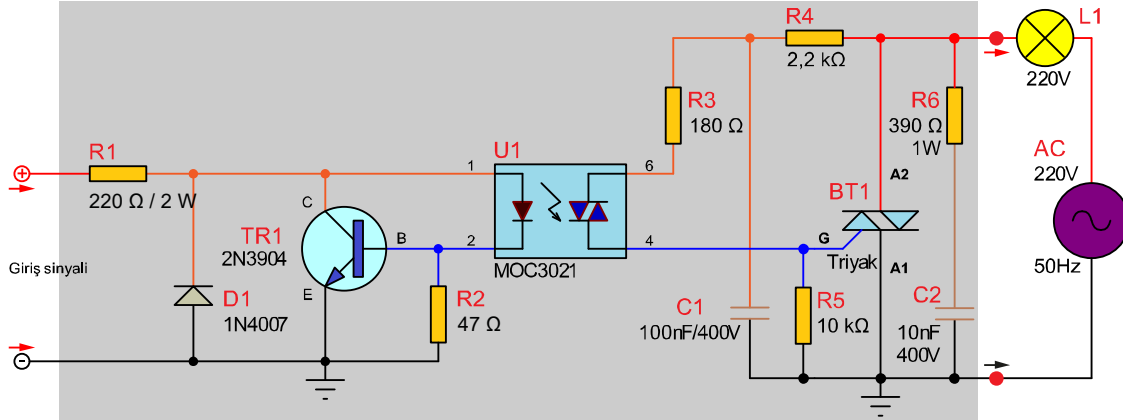 R4
2,2 kΩ
L1
220V
R3
180 Ω
R6
390 Ω
1W
AC
220V
50Hz
R1
220 Ω / 2 W
U1
1
6
2
4
MOC3021
BT1
A2
G
Triyak
A1
C
TR1
2N3904
B
E
Giriş sinyali
+
-
D1
1N4007
R2
47 Ω
C1
100nF/400V
R5
10 kΩ
C2
10nF
400V